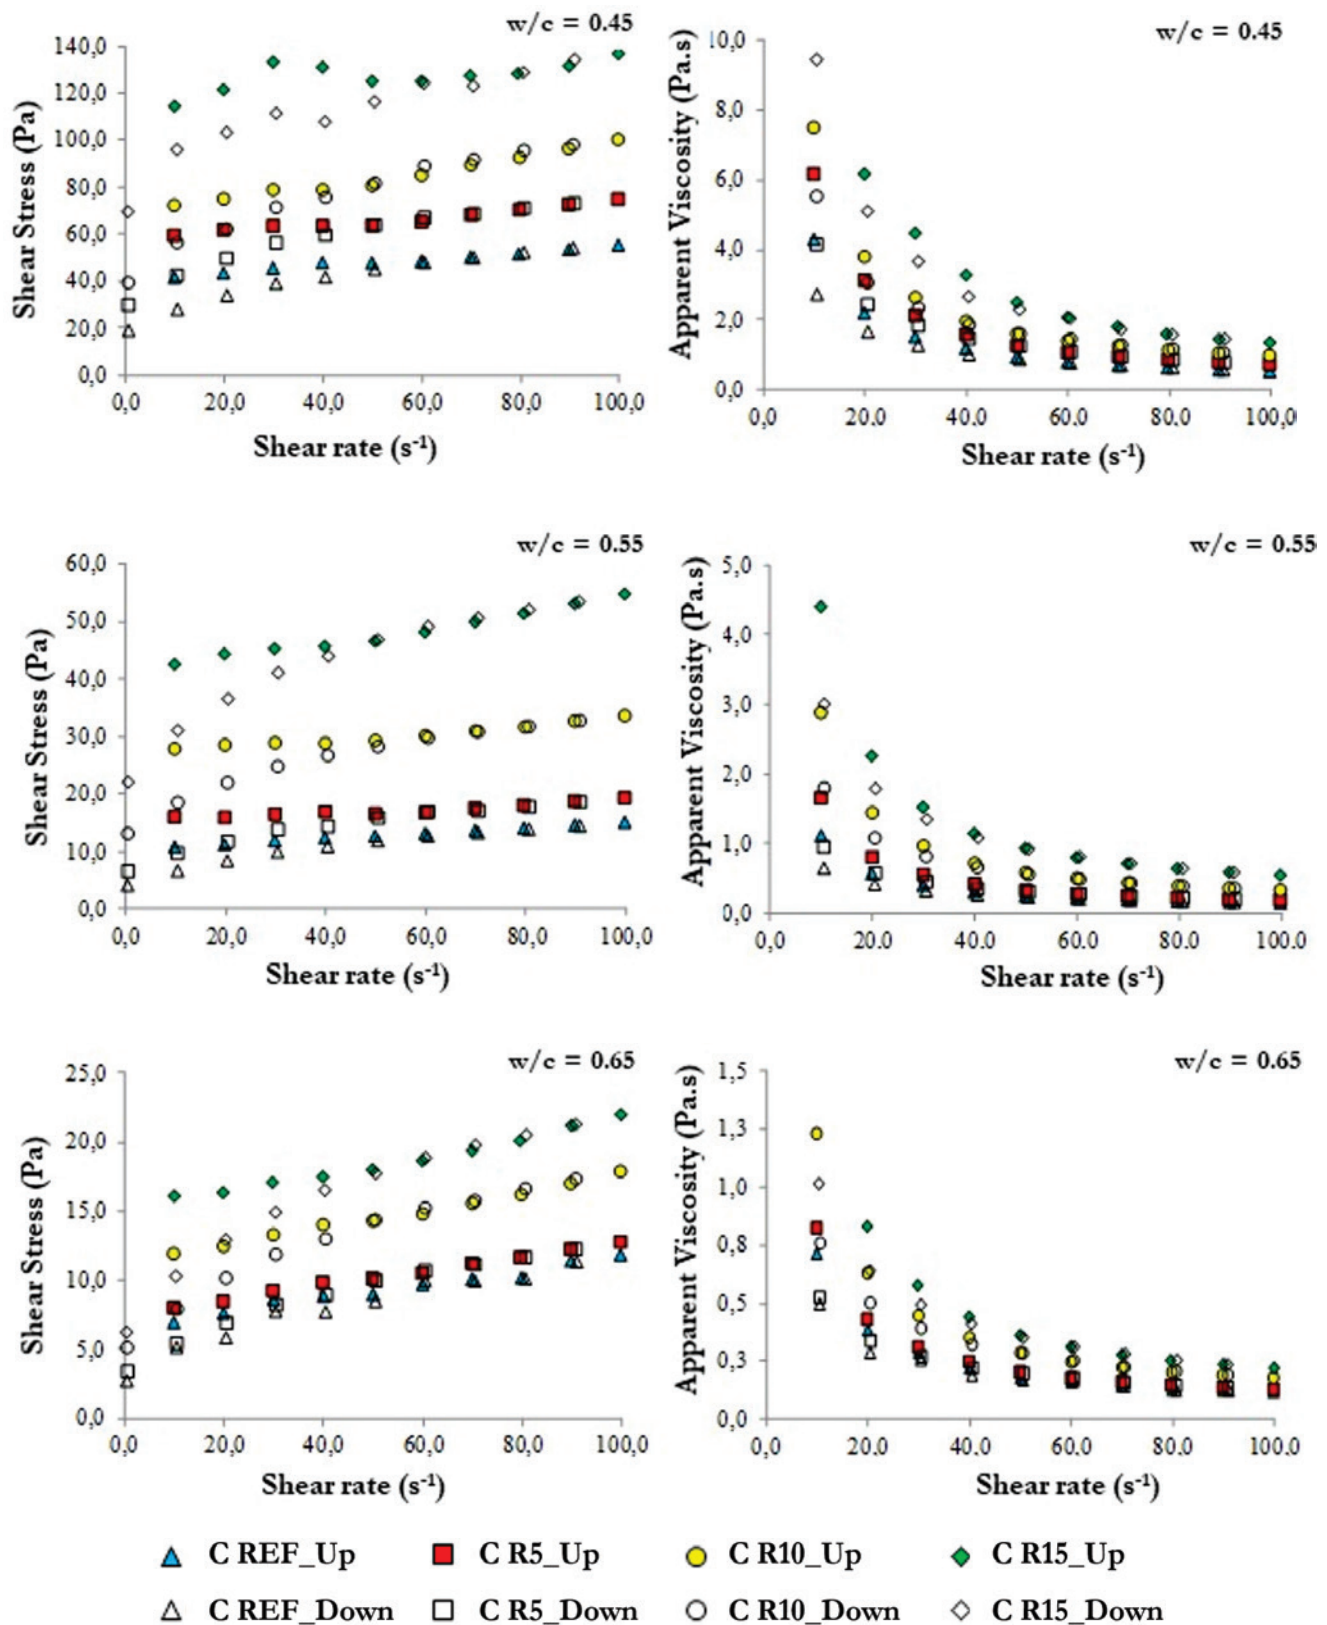 w/c = 0.45
Shear Stress (Pa)
140,0
120,0
100,0
80,0
60,0
40,0
20,0
0,0
0,0 20,0 40,0 60,0 80,0 100,0
Shear rate (s-1)
w/c = 0.45
Apparent Viscosity (Pa.s)
10,0
8,0
6,0
4,0
2,0
0,0
0,0 20.0 40.0 60.0 80.0 100.0
Shear rate (s-1)
w/c = 0.55
Shear Stress (Pa)
60,0
50,0
40,0
30,0
20,0
10,0
0,0
0,0 20,0 40,0 60,0 80,0 100,0
Shear rate (s-1)
w/c = 0.55
Apparent Viscosity (Pa.s)
5,0
4,0
3,0
2,0
1,0
0,0
0,0 20.0 40.0 60.0 80.0 100.0
Shear rate (s-1)
w/c = 0.65
Shear Stress (Pa)
25,0
20,0
15,0
10,0
5,0
0,0
0,0 20,0 40,0 60,0 80,0 100,0
Shear rate (s-1)
w/c = 0.65
Apparent Viscosity (Pa.s)
1,5
1,3
1,0
0,8
0,5
0,3
0,0
0,0 20.0 40.0 60.0 80.0 100.0
Shear rate (s-1)
C REF_Up C R5_Up C R10_Up C R15_Up
C REF_Down C R5_Down C R10_Down C R15_Down